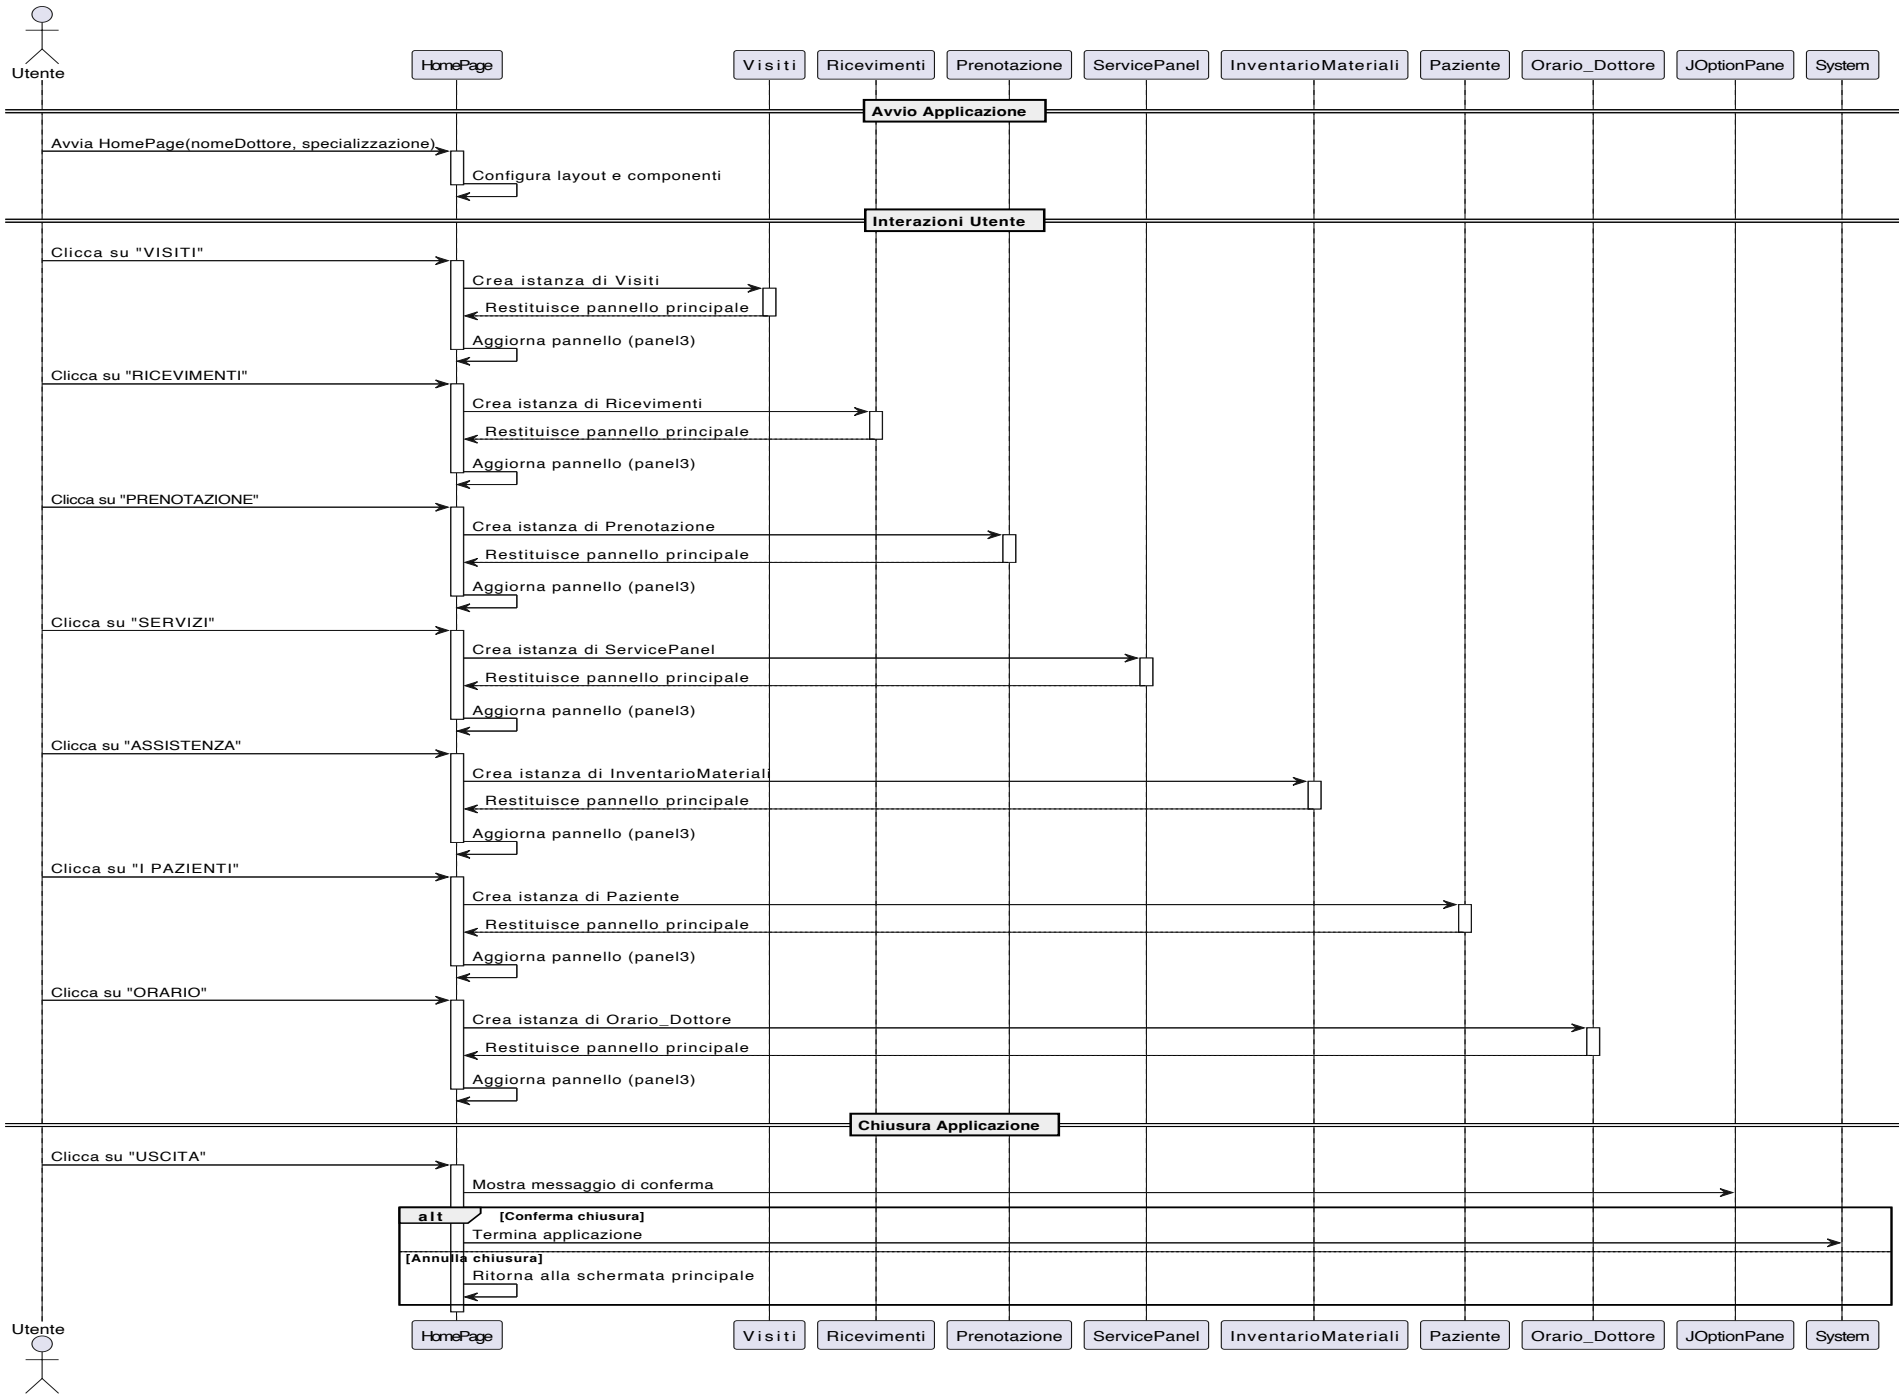 Utente
HomePage Visiti Ricevimenti Prenotazione ServicePanel InventarioMateriali Paziente Orario_Dottore JOptionPane System
Avvio Applicazione
Avvia HomePage(nomeDottore, specializzazione)
Configura layout e componenti
Interazioni Utente
Clicca su "VISITI"
Crea istanza di Visiti
Restituisce pannello principale
Aggiorna pannello (panel3)
Clicca su "RICEVIMENTI"
Crea istanza di Ricevimenti
Restituisce pannello principale
Aggiorna pannello (panel3)
Clicca su "PRENOTAZIONE"
Crea istanza di Prenotazione
Restituisce pannello principale
Aggiorna pannello (panel3)
Clicca su "SERVIZI"
Crea istanza di ServicePanel
Restituisce pannello principale
Aggiorna pannello (panel3)
Clicca su "ASSISTENZA"
Crea istanza di InventarioMateriali
Restituisce pannello principale
Aggiorna pannello (panel3)
Clicca su "I PAZIENTI"
Crea istanza di Paziente
Restituisce pannello principale
Aggiorna pannello (panel3)
Clicca su "ORARIO"
Crea istanza di Orario_Dottore
Restituisce pannello principale
Aggiorna pannello (panel3)
Chiusura Applicazione
Clicca su "USCITA"
Mostra messaggio di conferma
alt [Conferma chiusura]
Termina applicazione
[Annulla chiusura]
Ritorna alla schermata principale
Utente
HomePage Visiti Ricevimenti Prenotazione ServicePanel InventarioMateriali Paziente Orario_Dottore JOptionPane System